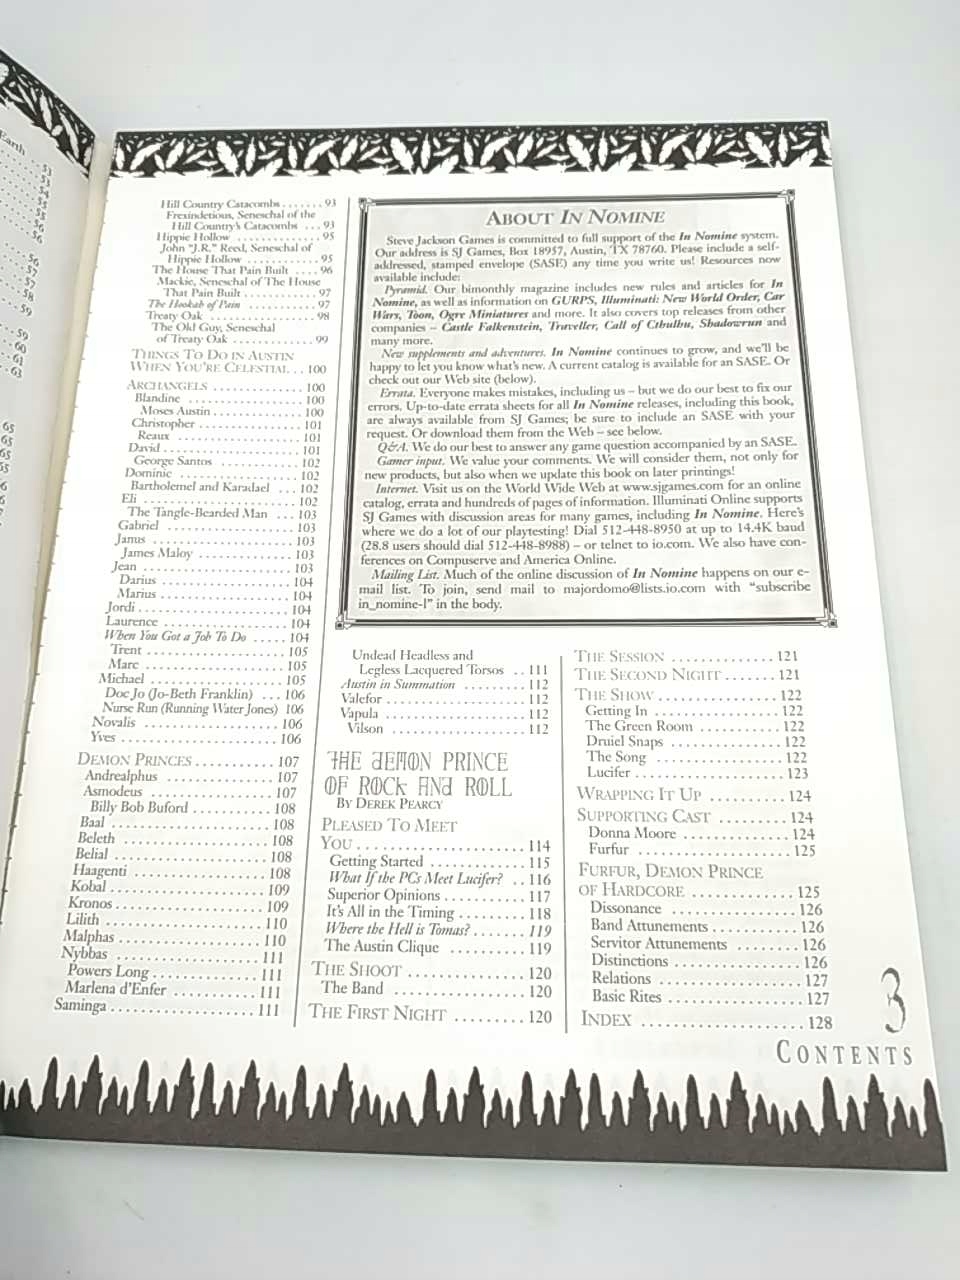 Earth
. . 53
. . 53
. . 54
. . 55
. . 55
. . 56
. . 56
. . 56
. . 57
. . 57
. . 58
. . 59
. . 59
. . 60
. . 61
. . 63
65
65
65
55
Hill Country Catacombs . . . . . . . 93
Frexindetious, Seneschal of the
Hill Country's Catacombs . . . 93
Hippie Hollow . . . . . . . . . . . . . 95
John "J.R." Reed, Seneschal of
Hippie Hollow . . . . . . . . . . . 95
The House That Pain Built . . . . 96
Mackie, Seneschal of The House
That Pain Built . . . . . . . . . . . 97
The Hookah of Pain . . . . . . . . . 97
Treaty Oak . . . . . . . . . . . . . . . . 98
The Old Guy, Seneschal
of Treaty Oak . . . . . . . . . . . . . 99
THINGS TO DO IN AUSTIN
WHEN YOU'RE CELESTIAL . . . 100
ARCHANGELS . . . . . . . . . . . . . 100
Blandine . . . . . . . . . . . . . . . . . 100
Moses Austin . . . . . . . . . . . . . 100
Christopher . . . . . . . . . . . . . . . 101
Reaux . . . . . . . . . . . . . . . . . . 101
David . . . . . . . . . . . . . . . . . . . . 101
George Santos . . . . . . . . . . . . 102
Dominic . . . . . . . . . . . . . . . . . . 102
Bartholemel and Karadael . . . 102
Eli . . . . . . . . . . . . . . . . . . . . . . . 102
The Tangle-Bearded Man . . . 103
Gabriel . . . . . . . . . . . . . . . . . . . 103
Janus . . . . . . . . . . . . . . . . . . . . 103
James Maloy . . . . . . . . . . . . . 103
Jean . . . . . . . . . . . . . . . . . . . . . 103
Darius . . . . . . . . . . . . . . . . . . 104
Marius . . . . . . . . . . . . . . . . . . 104
Jordi . . . . . . . . . . . . . . . . . . . . . 104
Laurence . . . . . . . . . . . . . . . . . 104
When You Got a Job To Do . . . . . 104
Trent . . . . . . . . . . . . . . . . . . . 105
Marc . . . . . . . . . . . . . . . . . . . 105
Michael . . . . . . . . . . . . . . . . . . 105
Doc Jo (Jo-Beth Franklin) . . . 106
Nurse Run (Running Water Jones) 106
Novalis . . . . . . . . . . . . . . . . . . 106
Yves . . . . . . . . . . . . . . . . . . . . . 106
DEMON PRINCES . . . . . . . . . . 107
Andrealphus . . . . . . . . . . . . . . 107
Asmodeus . . . . . . . . . . . . . . . . 107
Billy Bob Buford . . . . . . . . . . 108
Baal . . . . . . . . . . . . . . . . . . . . . 108
Beleth . . . . . . . . . . . . . . . . . . . 108
Belial . . . . . . . . . . . . . . . . . . . . 108
Haagenti . . . . . . . . . . . . . . . . . 108
Kobal . . . . . . . . . . . . . . . . . . . . 109
Kronos . . . . . . . . . . . . . . . . . . . 109
Lilith . . . . . . . . . . . . . . . . . . . . 110
Malphas . . . . . . . . . . . . . . . . . . 110
Nybbas . . . . . . . . . . . . . . . . . . 111
Powers Long . . . . . . . . . . . . . . 111
Marlena d'Enfer . . . . . . . . . . . 111
Saminga . . . . . . . . . . . . . . . . . . 111
ABOUT IN NOMINE
Steve Jackson Games is committed to full support of the In Nomine system.
Our address is SJ Games, Box 18957, Austin, TX 78760. Please include a self-
addressed, stamped envelope (SASE) any time you write us! Resources now
available include:
Pyramid. Our bimonthly magazine includes new rules and articles for In
Nomine, as well as information on GURPS, Illuminati: New World Order, Car
Wars, Toon, Ogre Miniatures and more. It also covers top releases from other
companies – Castle Falkenstein, Traveller, Call of Cthulhu, Shadowrun and
many more.
New supplements and adventures. In Nomine continues to grow, and we'll be
happy to let you know what's new. A current catalog is available for an SASE. Or
check out our Web site (below).
Errata. Everyone makes mistakes, including us – but we do our best to fix our
errors. Up-to-date errata sheets for all In Nomine releases, including this book,
are always available from SJ Games; be sure to include an SASE with your
request. Or download them from the Web – see below.
Q&A. We do our best to answer any game question accompanied by an SASE.
Gamer input. We value your comments. We will consider them, not only for
new products, but also when we update this book on later printings!
Internet. Visit us on the World Wide Web at www.sjgames.com for an online
catalog, errata and hundreds of pages of information. Illuminati Online supports
SJ Games with discussion areas for many games, including In Nomine. Here's
where we do a lot of our playtesting! Dial 512-448-8950 at up to 14.4K baud
(28.8 users should dial 512-448-8988) – or telnet to io.com. We also have con-
ferences on Compuserve and America Online.
Mailing List. Much of the online discussion of In Nomine happens on our e-
mail list. To join, send mail to majordomo@lists.io.com with "subscribe
in_nomine-l" in the body.
Undead Headless and
Legless Lacquered Torsos . . 111
Austin in Summation . . . . . . . . . 112
Valefor . . . . . . . . . . . . . . . . . . . 112
Vapula . . . . . . . . . . . . . . . . . . . 112
Vilson . . . . . . . . . . . . . . . . . . 112
THE DEMON PRINCE
OF ROCK AND ROLL
BY DEREK PEARCY
PLEASED TO MEET
YOU . . . . . . . . . . . . . . . . . . . . . 114
Getting Started . . . . . . . . . . . . 115
What If the PCs Meet Lucifer? . . 116
Superior Opinions . . . . . . . . . . 117
It's All in the Timing . . . . . . . . 118
Where the Hell is Tomas? . . . . . . . 119
The Austin Clique . . . . . . . . . 119
THE SHOOT . . . . . . . . . . . . . . 120
The Band . . . . . . . . . . . . . . . . 120
THE FIRST NIGHT . . . . . . . . . 120
THE SESSION . . . . . . . . . . . . . 121
THE SECOND NIGHT . . . . . . . 121
THE SHOW . . . . . . . . . . . . . . . 122
Getting In . . . . . . . . . . . . . . . . 122
The Green Room . . . . . . . . . . 122
Druiel Snaps . . . . . . . . . . . . . . 122
The Song . . . . . . . . . . . . . . . . 122
Lucifer . . . . . . . . . . . . . . . . . . . 123
WRAPPING IT UP . . . . . . . . . . 124
SUPPORTING CAST . . . . . . . . . 124
Donna Moore . . . . . . . . . . . . . 124
Furfur . . . . . . . . . . . . . . . . . . . 125
FURFUR, DEMON PRINCE
OF HARDCORE . . . . . . . . . . . . 125
Dissonance . . . . . . . . . . . . . . . 126
Band Attunements . . . . . . . . . . 126
Servitor Attunements . . . . . . . . 126
Distinctions . . . . . . . . . . . . . . . 126
Relations . . . . . . . . . . . . . . . . . 127
Basic Rites . . . . . . . . . . . . . . . . 127
INDEX . . . . . . . . . . . . . . . . . . . 128
3
CONTENTS